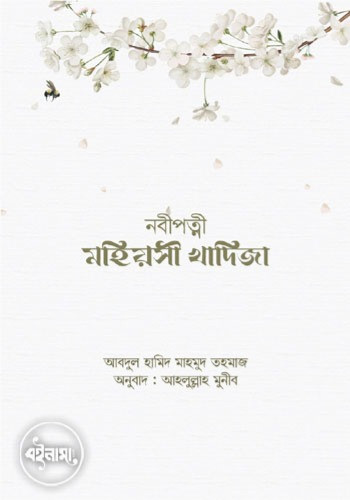 নবীপত্নী
মহিয়সী খাদিজা
আবদুল হামিদ মাহমুদ তহমাজ
অনুবাদ : আহলুল্লাহ মুনীব
বইনামা